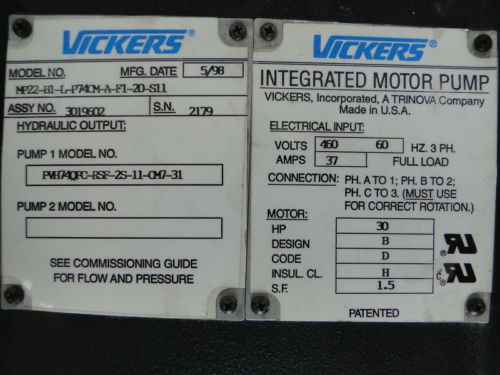 VICKERS®
MODEL NO. MFG. DATE 5/98
MP22-B1-L-P74CM-A-F1-20-S11
ASSY NO. 3019602 S.N. 2179
HYDRAULIC OUTPUT:
PUMP 1 MODEL NO.
PVH74QPC-RSF-2S-11-CM7-31
PUMP 2 MODEL NO.
SEE COMMISSIONING GUIDE
FOR FLOW AND PRESSURE
VICKERS®
INTEGRATED MOTOR PUMP
VICKERS, Incorporated, A TRINOVA Company
Made in U.S.A.
ELECTRICAL INPUT:
VOLTS 460 60 HZ. 3 PH.
AMPS 37 FULL LOAD
CONNECTION: PH. A TO 1; PH. B TO 2;
PH. C TO 3. (MUST USE
FOR CORRECT ROTATION.)
MOTOR:
HP 30
DESIGN B
CODE D
INSUL. CL. H
S.F. 1.5
PATENTED